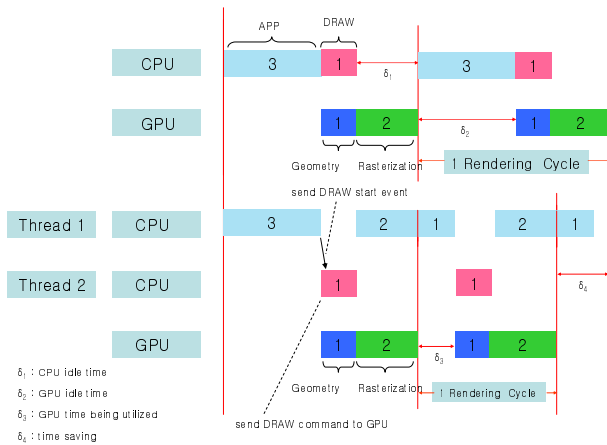 APP DRAW
CPU 3 1 δ1 3 1
GPU 1 2 δ2 1 2
Geometry Rasterization 1 Rendering Cycle
send DRAW start event
Thread 1 CPU 3 2 1 2 1
Thread 2 CPU 1 1 δ4
GPU 1 2 δ3 1 2
δ1 : CPU idle time
δ2 : GPU idle time
Geometry Rasterization 1 Rendering Cycle
δ3 : GPU time being utilized
send DRAW command to GPU
δ4 : time saving